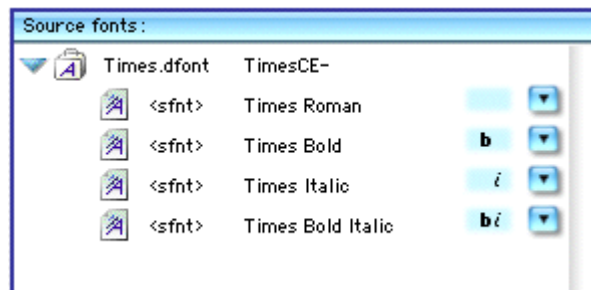 Source fonts:
Times.dfont TimesCE-
<sfnt> Times Roman
<sfnt> Times Bold b
<sfnt> Times Italic i
<sfnt> Times Bold Italic bi